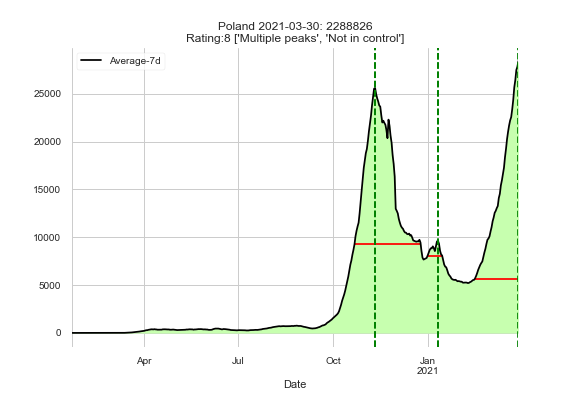 Poland 2021-03-30: 2288826
Rating:8 ['Multiple peaks', 'Not in control']
Average-7d
25000
20000
15000
10000
5000
0
Apr
Jul
Oct
Jan
2021
Date